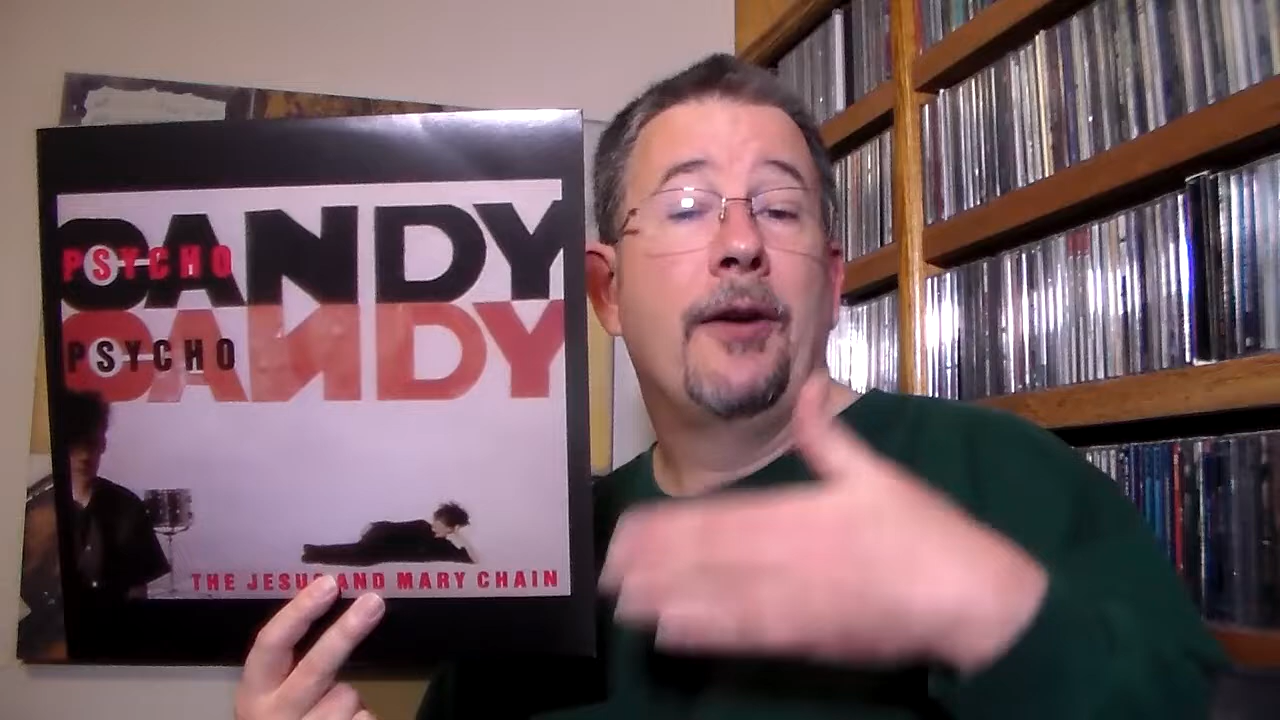 CANDY
PSYCHO
CANDY
PSYCHO
THE JESUS AND MARY CHAIN